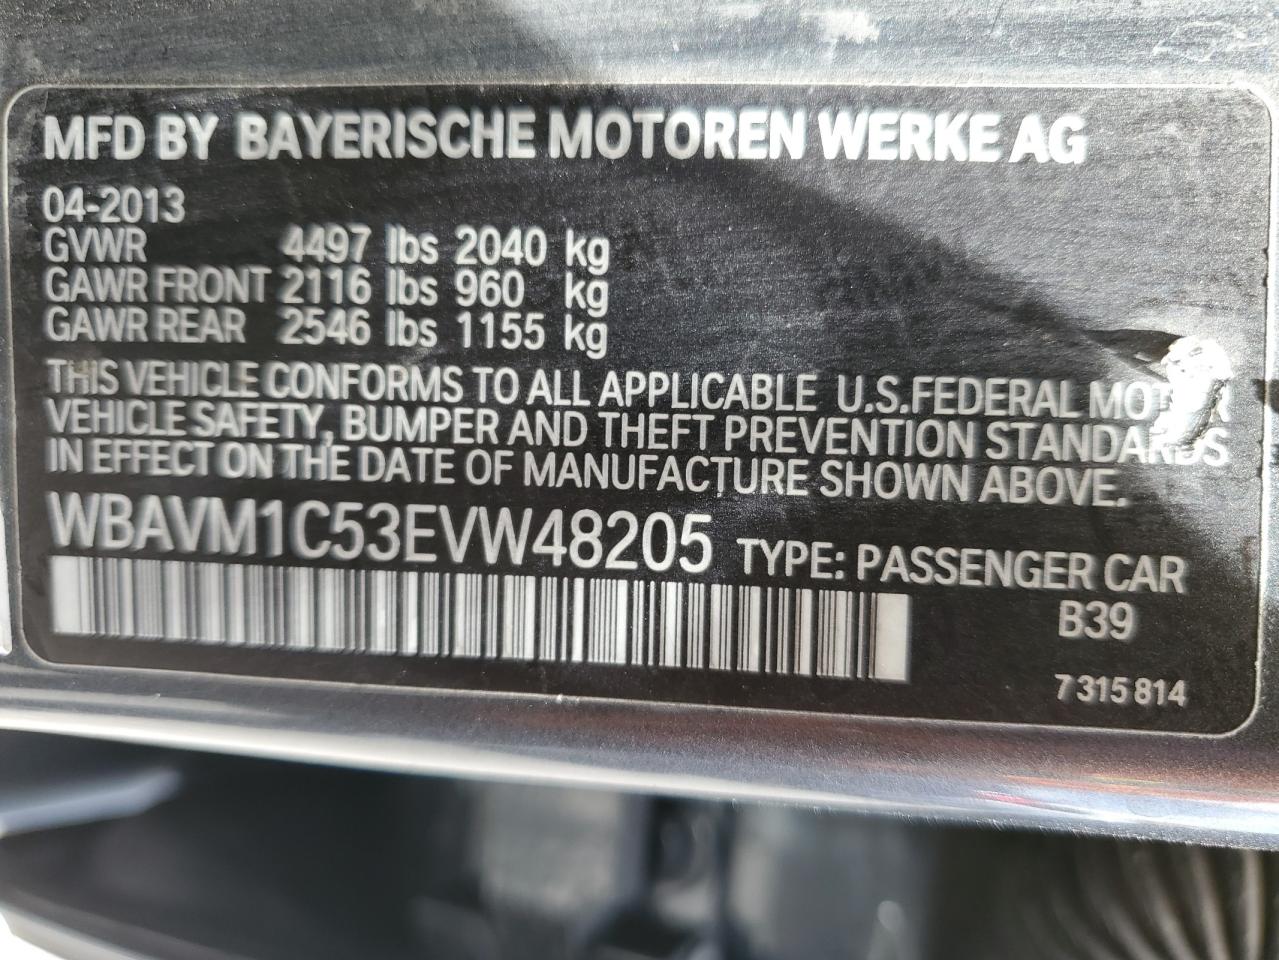 MFD BY BAYERISCHE MOTOREN WERKE AG
04-2013
GVWR 4497 lbs 2040 kg
GAWR FRONT 2116 lbs 960 kg
GAWR REAR 2546 lbs 1155 kg
THIS VEHICLE CONFORMS TO ALL APPLICABLE U.S.FEDERAL MOTOR
VEHICLE SAFETY, BUMPER AND THEFT PREVENTION STANDARDS
IN EFFECT ON THE DATE OF MANUFACTURE SHOWN ABOVE.
WBAVM1C53EVW48205 TYPE: PASSENGER CAR
B39
7 315 814